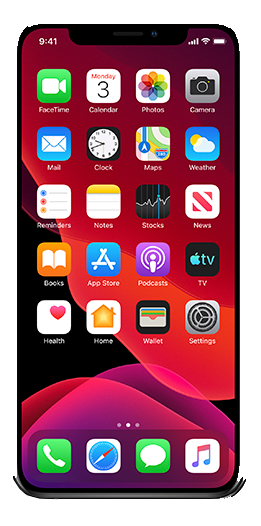 9:41
FaceTime Calendar Photos Camera
Monday
3
Mail Clock Maps Weather
Reminders Notes Stocks News
Books App Store Podcasts TV
tv
Health Home Wallet Settings